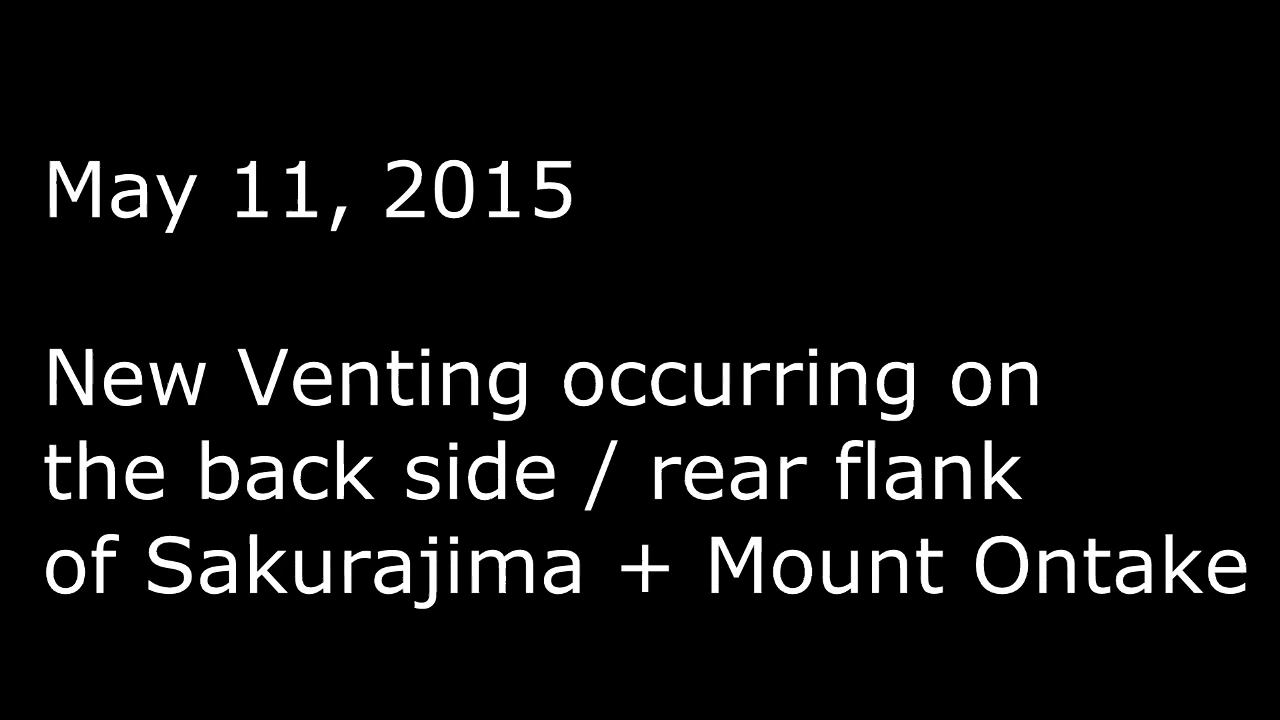 May 11, 2015
New Venting occurring on
the back side / rear flank
of Sakurajima + Mount Ontake